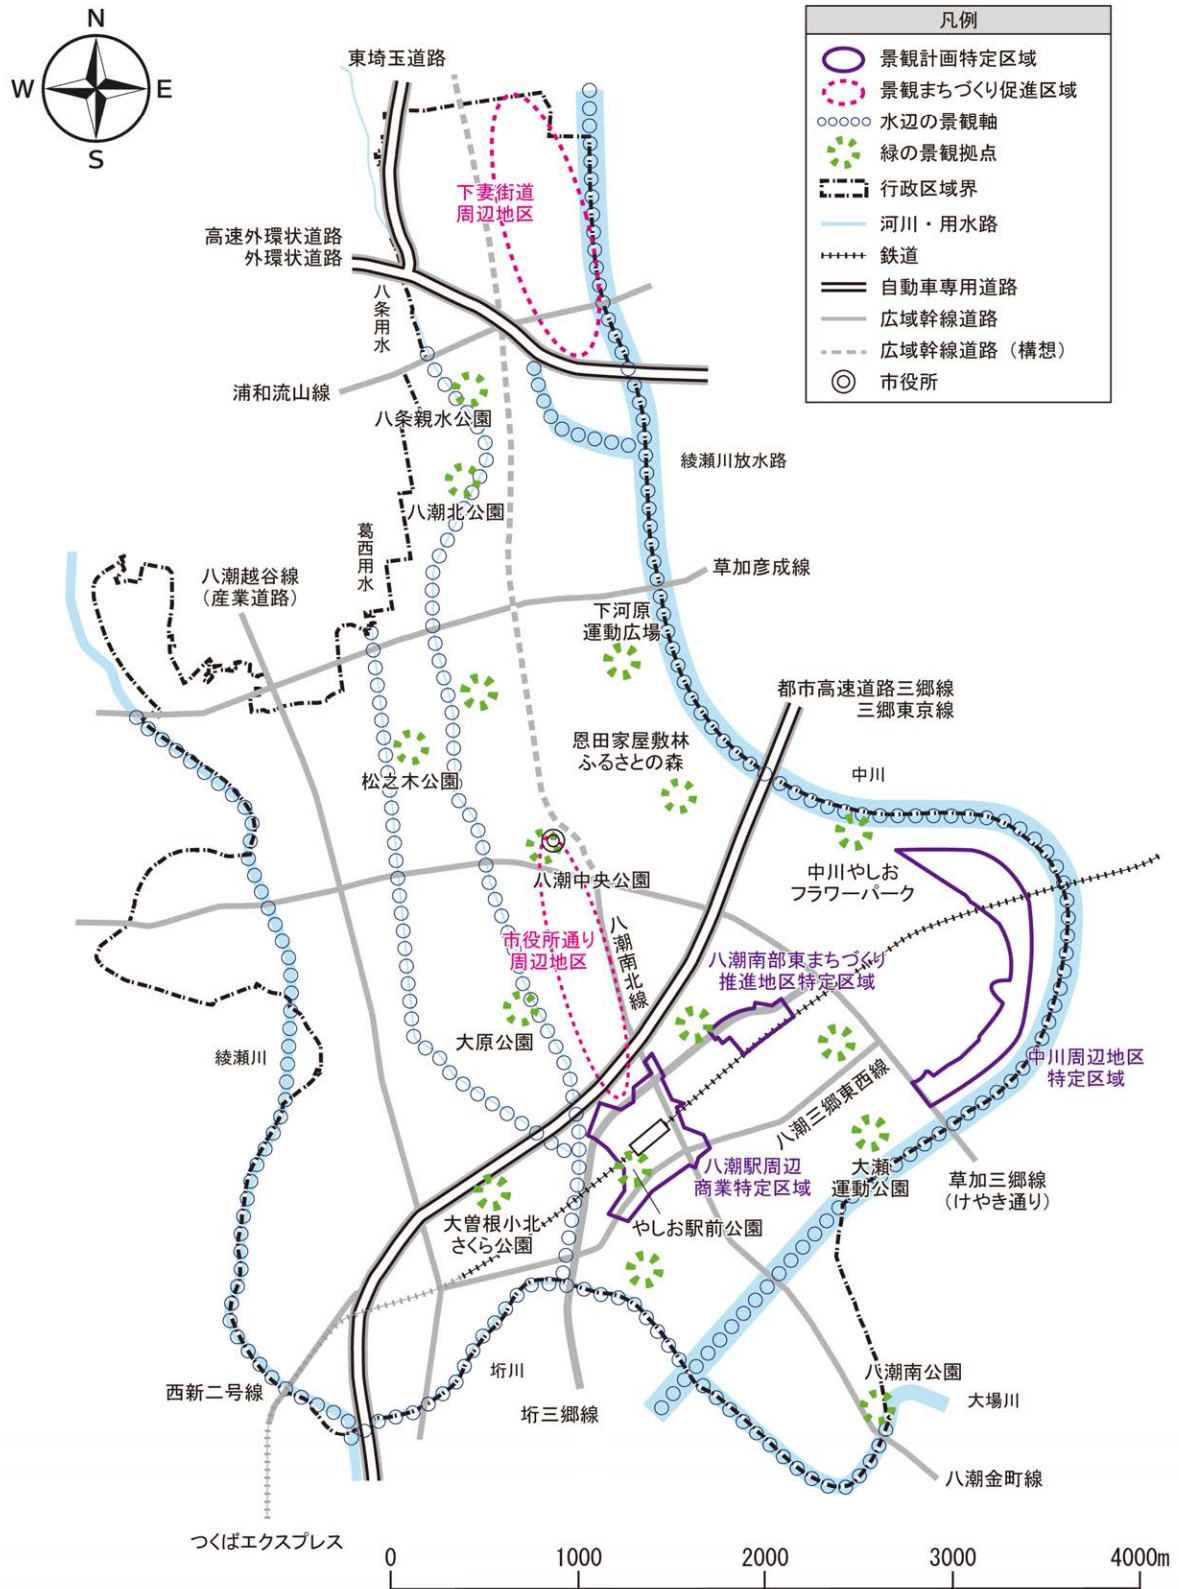 N
W
E
S
凡例
景観計画特定区域
景観まちづくり促進区域
水辺の景観軸
緑の景観拠点
行政区域界
河川・用水路
鉄道
自動車専用道路
広域幹線道路
広域幹線道路（構想）
市役所
東埼玉道路
下妻街道
周辺地区
高速外環状道路
外環状道路
八条用水
浦和流山線
八条親水公園
綾瀬川放水路
八潮北公園
葛西用水
八潮越谷線
（産業道路）
草加彦成線
下河原
運動広場
都市高速道路三郷線
三郷東京線
恩田家屋敷林
ふるさとの森
松之木公園
中川
中川やしお
フラワーパーク
八潮中央公園
市役所通り
周辺地区
八潮南北線
八潮南部東まちづくり
推進地区特定区域
大原公園
綾瀬川
中川周辺地区
特定区域
八潮三郷東西線
八潮駅周辺
商業特定区域
大瀬
運動公園
草加三郷線
（けやき通り）
大曽根小北
さくら公園
やしお駅前公園
八潮南公園
大場川
西新二号線
垳川
垳三郷線
八潮金町線
つくばエクスプレス
0
1000
2000
3000
4000m